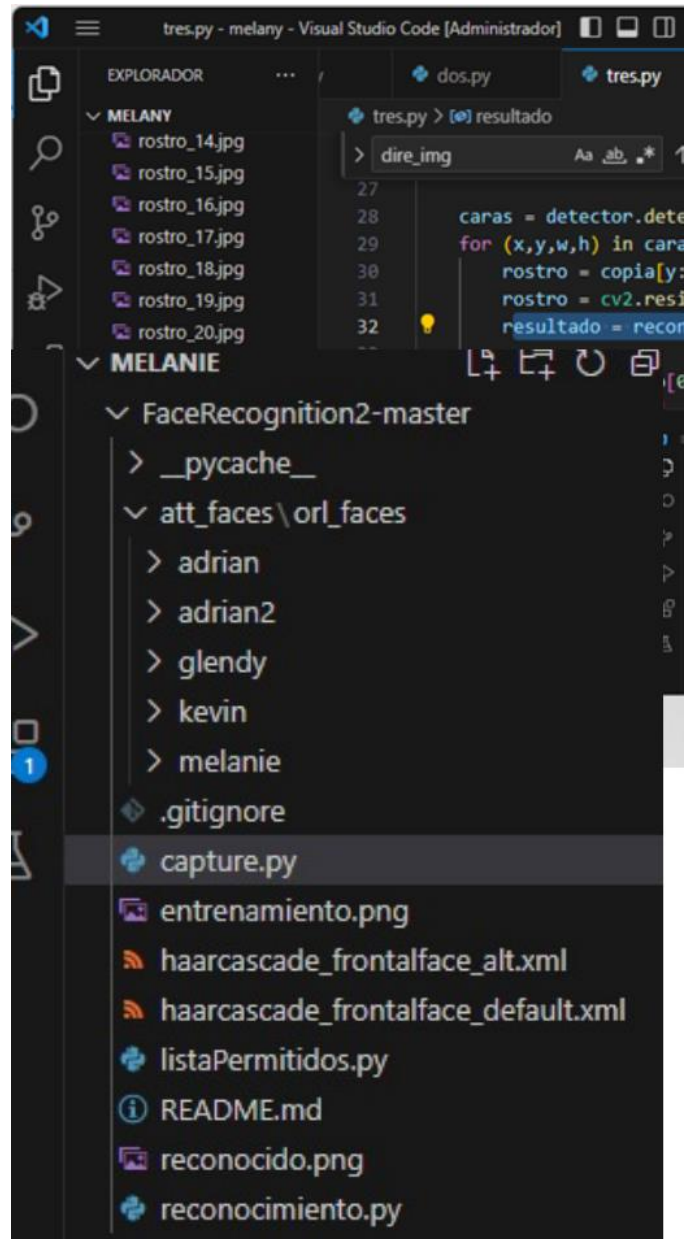 tres.py - melany - Visual Studio Code [Administrador]
EXPLORADOR ...
dos.py
tres.py
MELANY
tres.py > resultado
rostro_14.jpg
dire_img Aa ab .*
rostro_15.jpg
27
rostro_16.jpg
28 caras = detector.dete
rostro_17.jpg
29 for (x,y,w,h) in cara
rostro_18.jpg
30 rostro = copia[y:
rostro_19.jpg
31 rostro = cv2.resi
rostro_20.jpg
32 resultado = recon
MELANIE
FaceRecognition2-master
__pycache__
att_faces\orl_faces
adrian
adrian2
glendy
kevin
melanie
1
.gitignore
capture.py
entrenamiento.png
haarcascade_frontalface_alt.xml
haarcascade_frontalface_default.xml
listaPermitidos.py
README.md
reconocido.png
reconocimiento.py